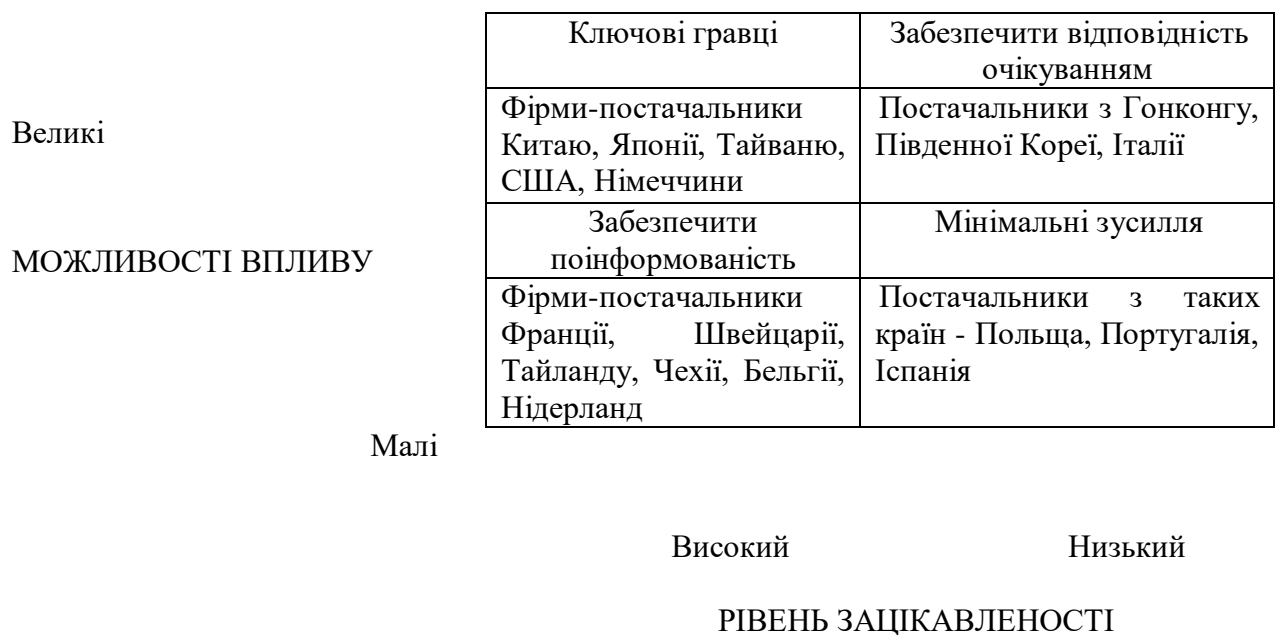 Ключові гравці
Забезпечити відповідність
очікуванням
Великі
Фірми-постачальники
Китаю, Японії, Тайваню,
США, Німеччини
Постачальники з Гонконгу,
Південної Кореї, Італії
МОЖЛИВОСТІ ВПЛИВУ
Забезпечити
поінформованість
Мінімальні зусилля
Фірми-постачальники
Франції, Швейцарії,
Тайланду, Чехії, Бельгії,
Нідерланд
Постачальники з таких
країн - Польща, Португалія,
Іспанія
Малі
Високий
Низький
РІВЕНЬ ЗАЦІКАВЛЕНОСТІ